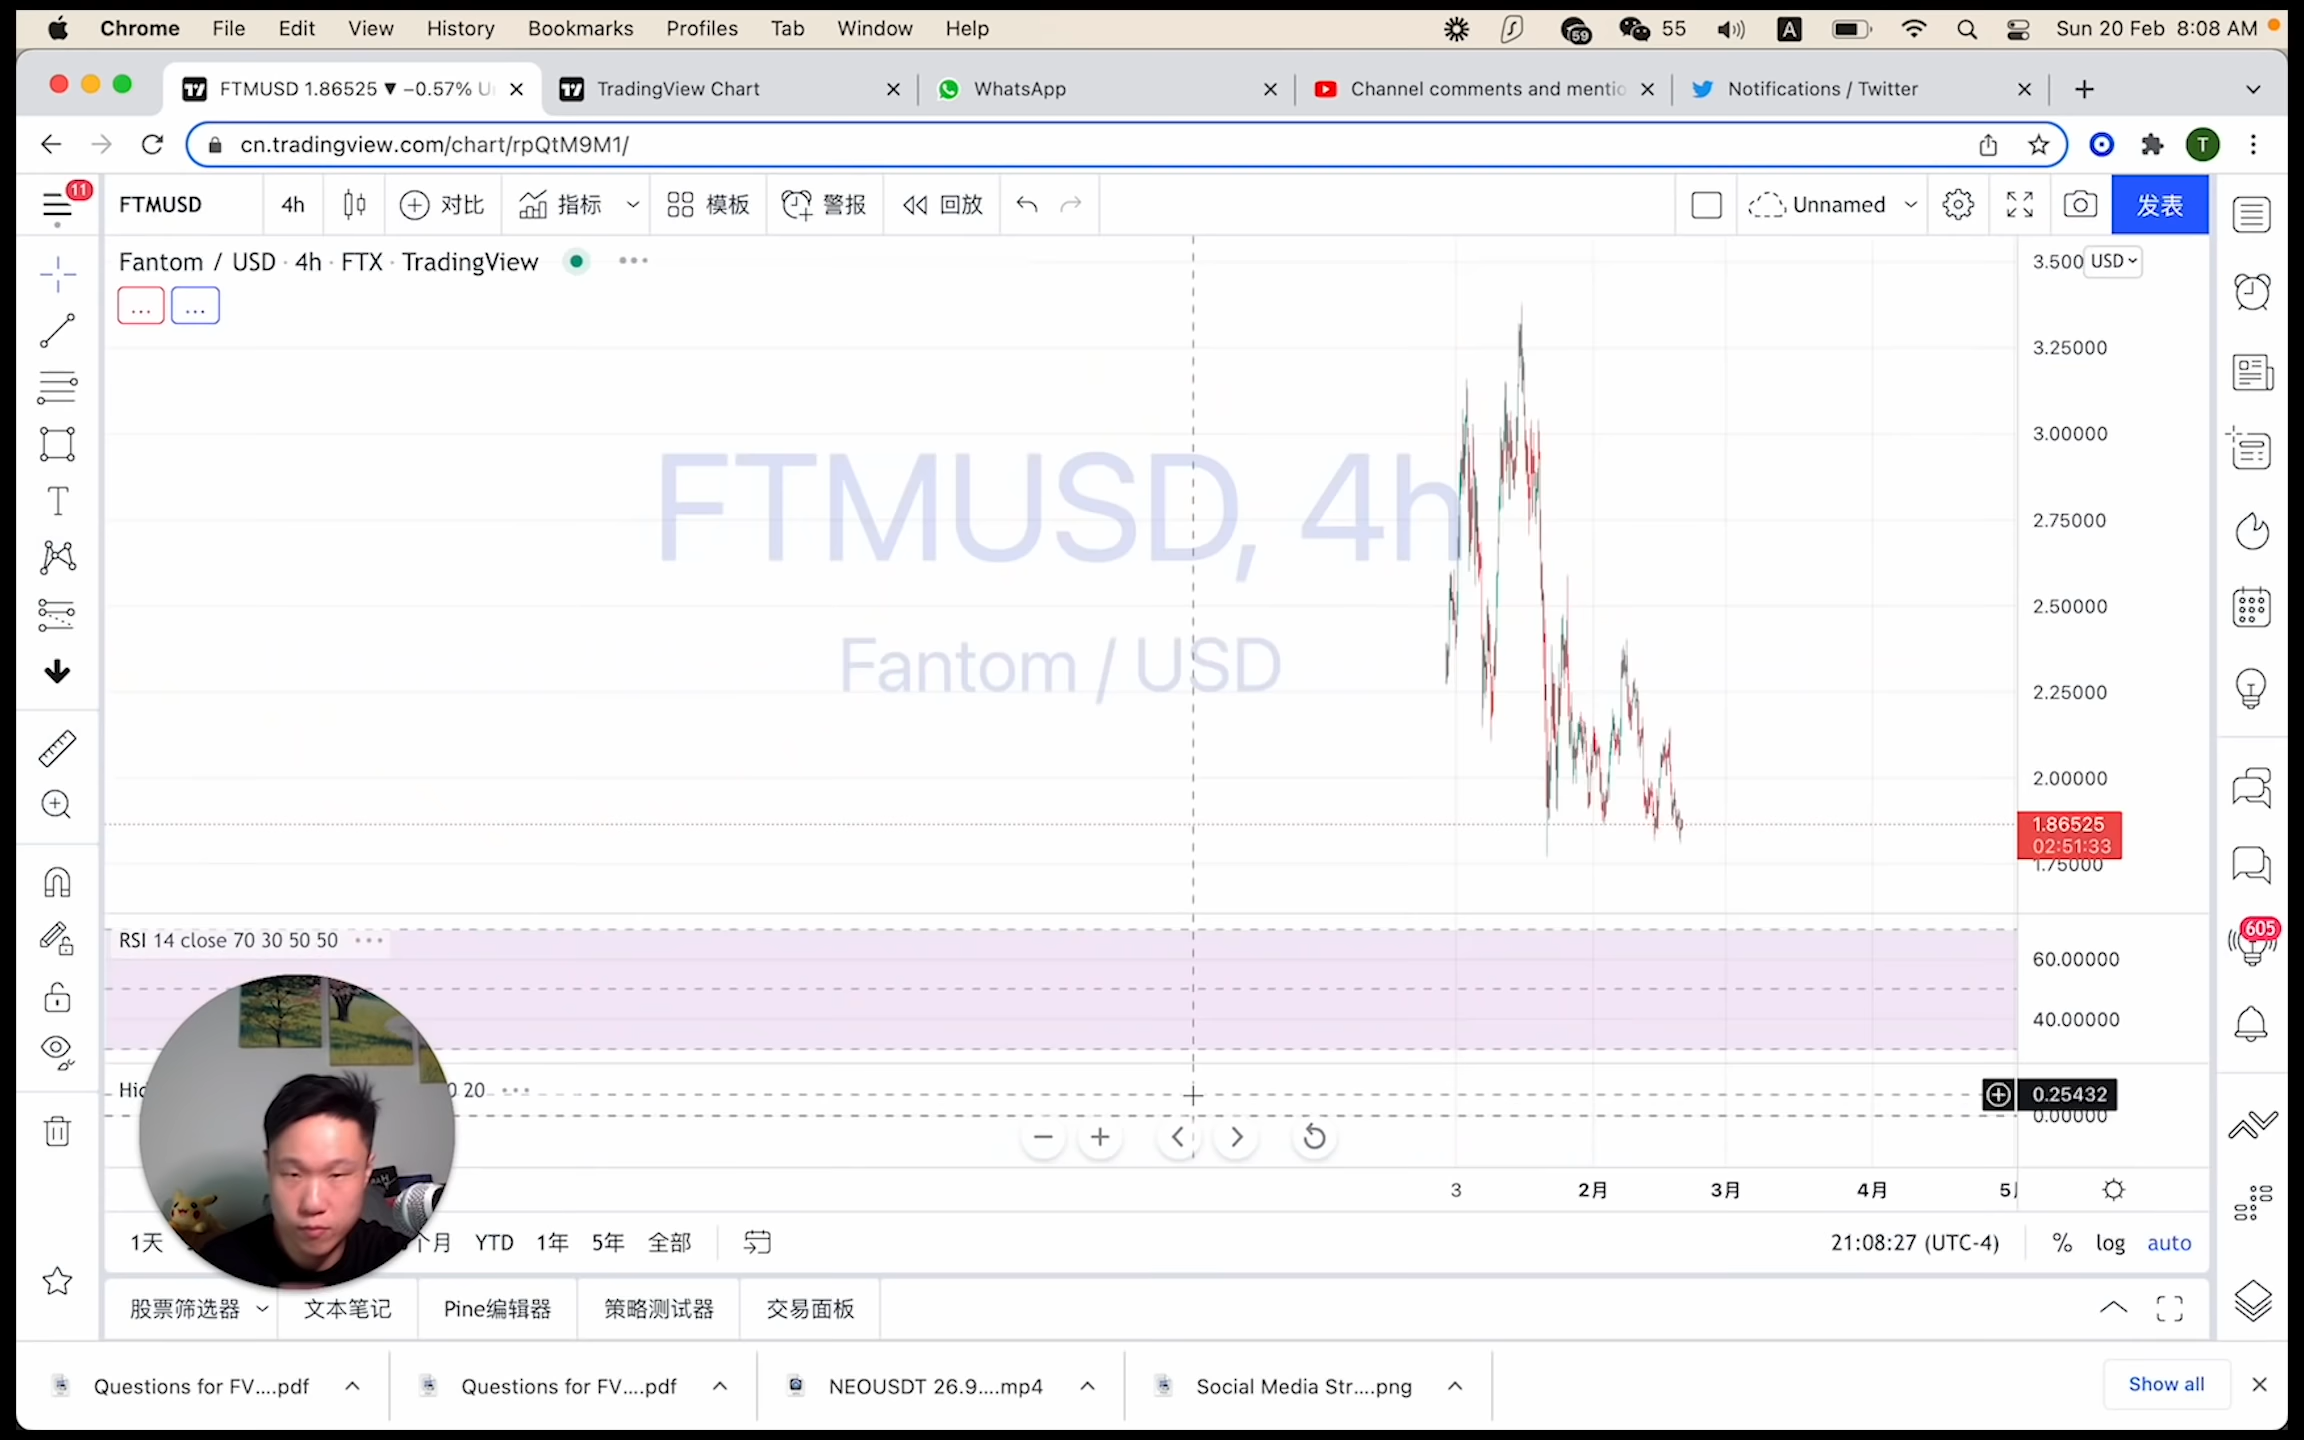 Chrome File Edit View History Bookmarks Profiles Tab Window Help 59 55 A Sun 20 Feb 8:08 AM
FTMUSD 1.86525 ▼ −0.57% TradingView Chart WhatsApp Channel comments and mentio Notifications / Twitter
cn.tradingview.com/chart/rpQtM9M1/ T
11 FTMUSD 4h 对比 指标 模板 警报 回放 Unnamed 发表
Fantom / USD · 4h · FTX · TradingView
3.500 USD
... ...
3.25000
3.00000
FTMUSD, 4h
2.75000
2.50000
Fantom / USD
2.25000
2.00000
1.86525
02:51:33
1.75000
RSI 14 close 70 30 50 50
605
60.00000
40.00000
20
0.25432
0.00000
3 2月 3月 4月
1天 个月 YTD 1年 5年 全部 21:08:27 (UTC-4) % log auto
股票筛选器 文本笔记 Pine编辑器 策略测试器 交易面板
Questions for FV....pdf Questions for FV....pdf NEOUSDT 26.9....mp4 Social Media Str....png Show all